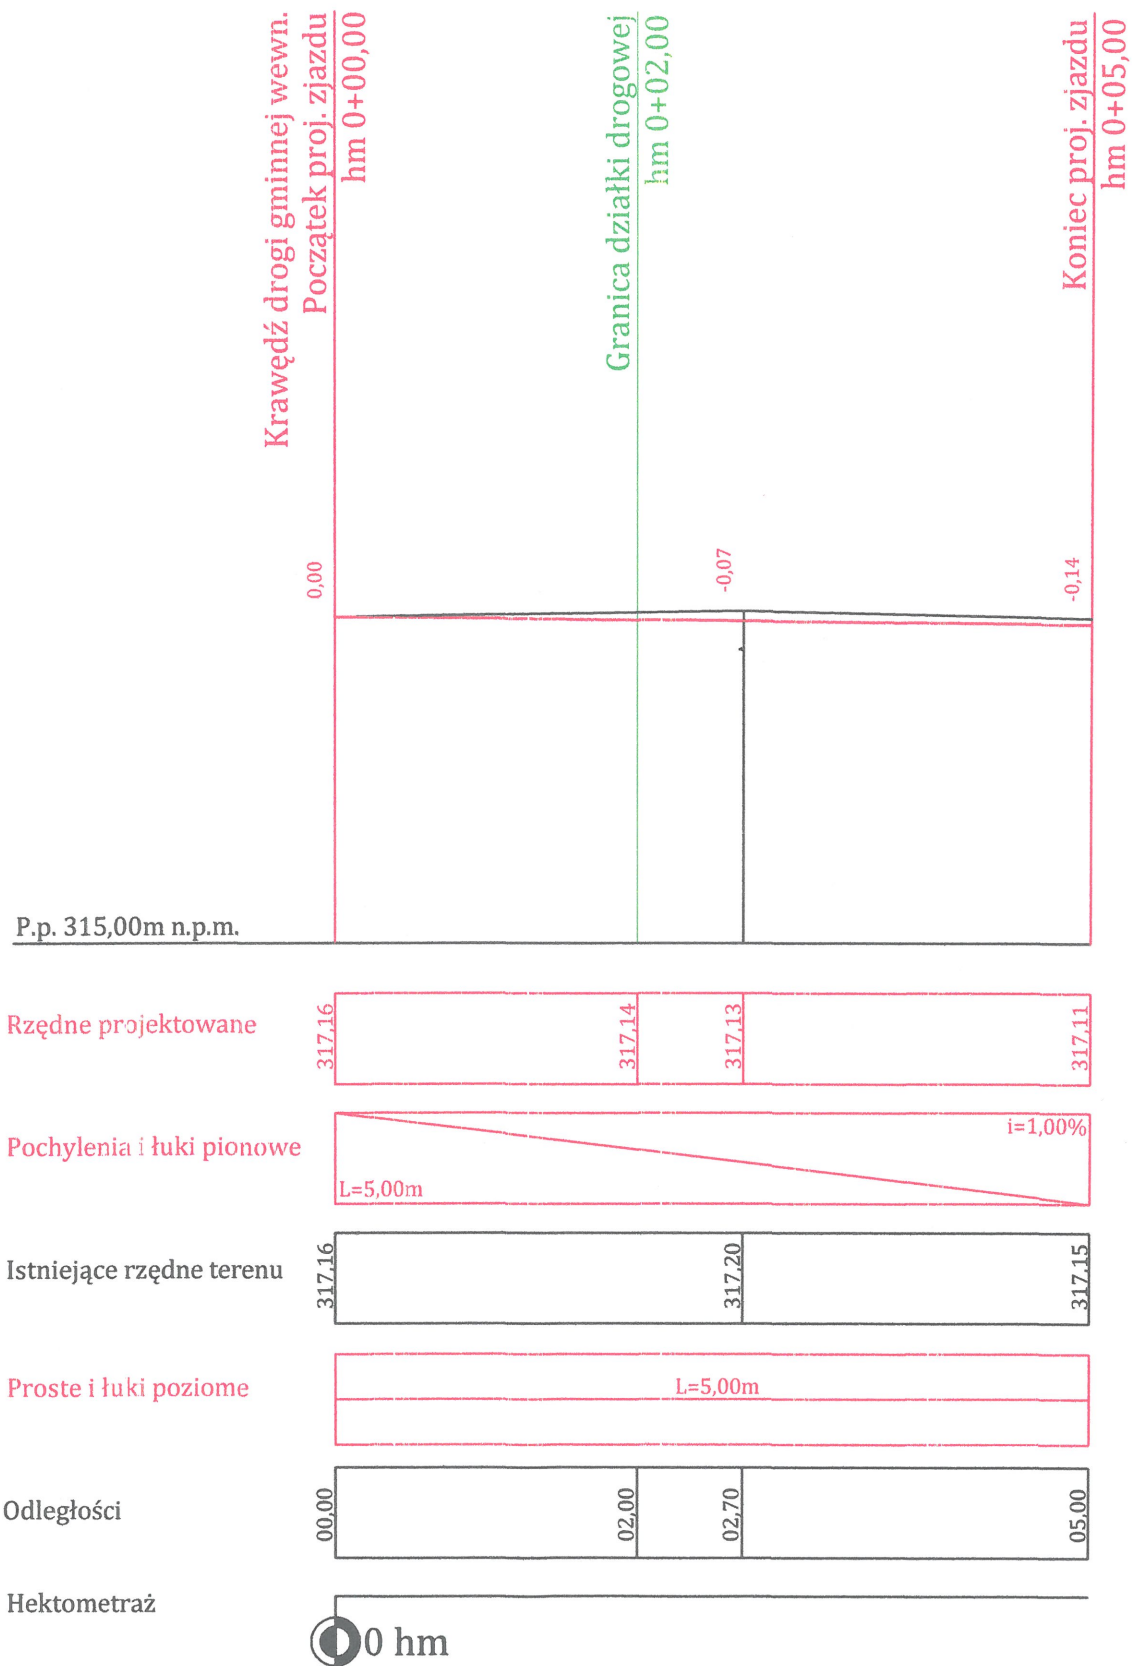 Krawędź drogi gminnej wewn.
Początek proj. zjazdu
hm 0+00,00
Granica działki drogowej
hm 0+02,00
Koniec proj. zjazdu
hm 0+05,00
0,00
-0,07
-0,14
P.p. 315,00m n.p.m.
Rzędne projektowane
317,16
317,14
317,13
317,11
Pochylenia i łuki pionowe
L=5,00m
i=1,00%
Istniejące rzędne terenu
317,16
317,20
317,15
Proste i łuki poziome
L=5,00m
Odległości
00,00
02,00
02,70
05,00
Hektometraż
0 hm